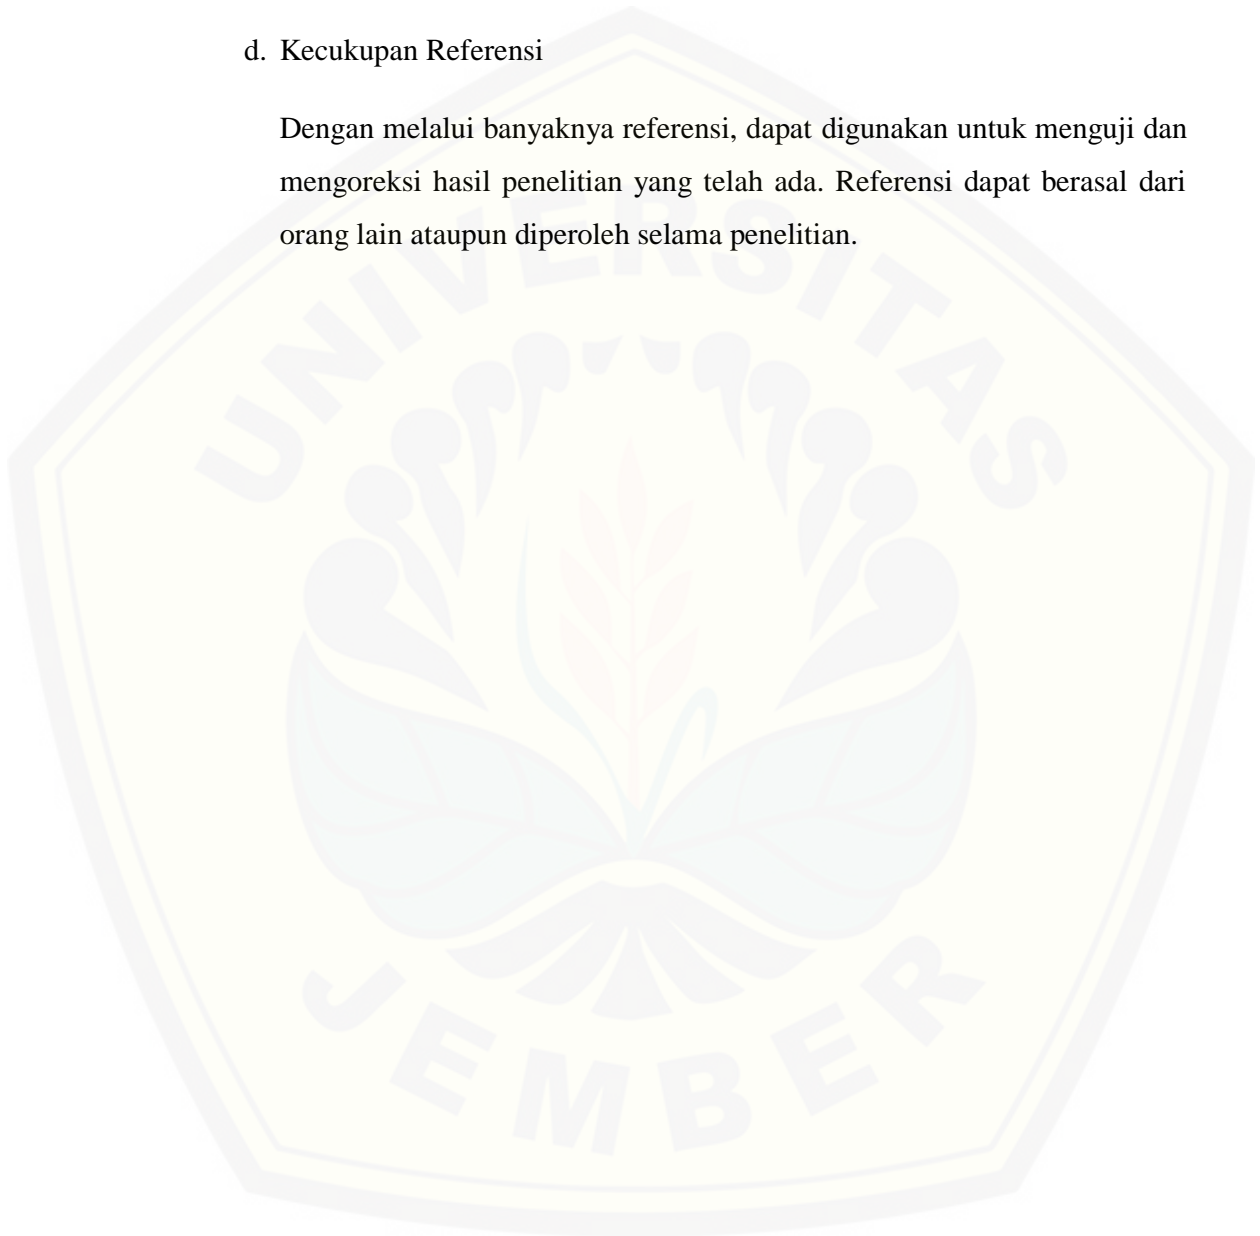 d. Kecukupan Referensi
Dengan melalui banyaknya referensi, dapat digunakan untuk menguji dan
mengoreksi hasil penelitian yang telah ada. Referensi dapat berasal dari
orang lain ataupun diperoleh selama penelitian.
UNIVERSITAS
JEMBER